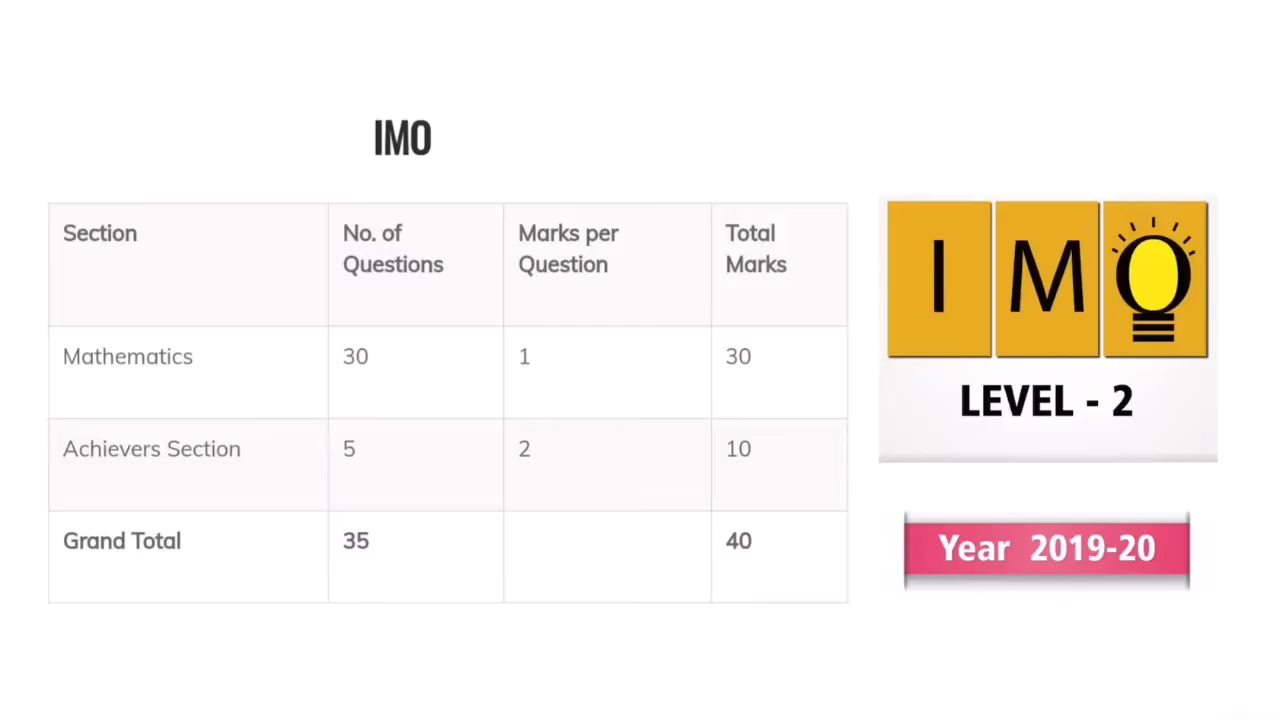 IMO
Section No. of Questions Marks per Question Total Marks
Mathematics 30 1 30
Achievers Section 5 2 10
Grand Total 35 40
IMO
LEVEL - 2
Year 2019-20